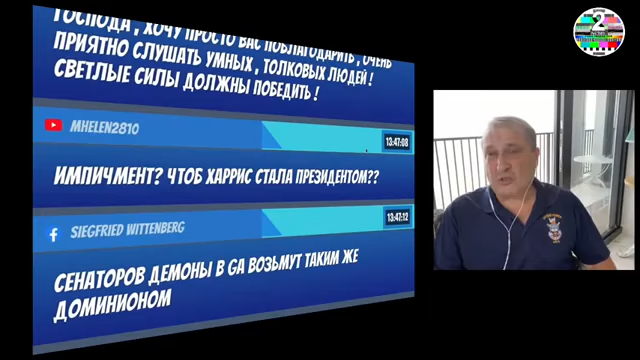 ГОСПОДА , ХОЧУ ПРОСТО ВАС ПОБЛАГОДАРИТЬ , ОЧЕНЬ
ПРИЯТНО СЛУШАТЬ УМНЫХ , ТОЛКОВЫХ ЛЮДЕЙ !
СВЕТЛЫЕ СИЛЫ ДОЛЖНЫ ПОБЕДИТЬ !
MHELEN2810
13:47:08
ИМПИЧМЕНТ? ЧТОБ ХАРРИС СТАЛА ПРЕЗИДЕНТОМ??
SIEGFRIED WITTENBERG
13:47:12
СЕНАТОРОВ ДЕМОНЫ В GA ВОЗЬМУТ ТАКИМ ЖЕ
ДОМИНИОНОМ
2